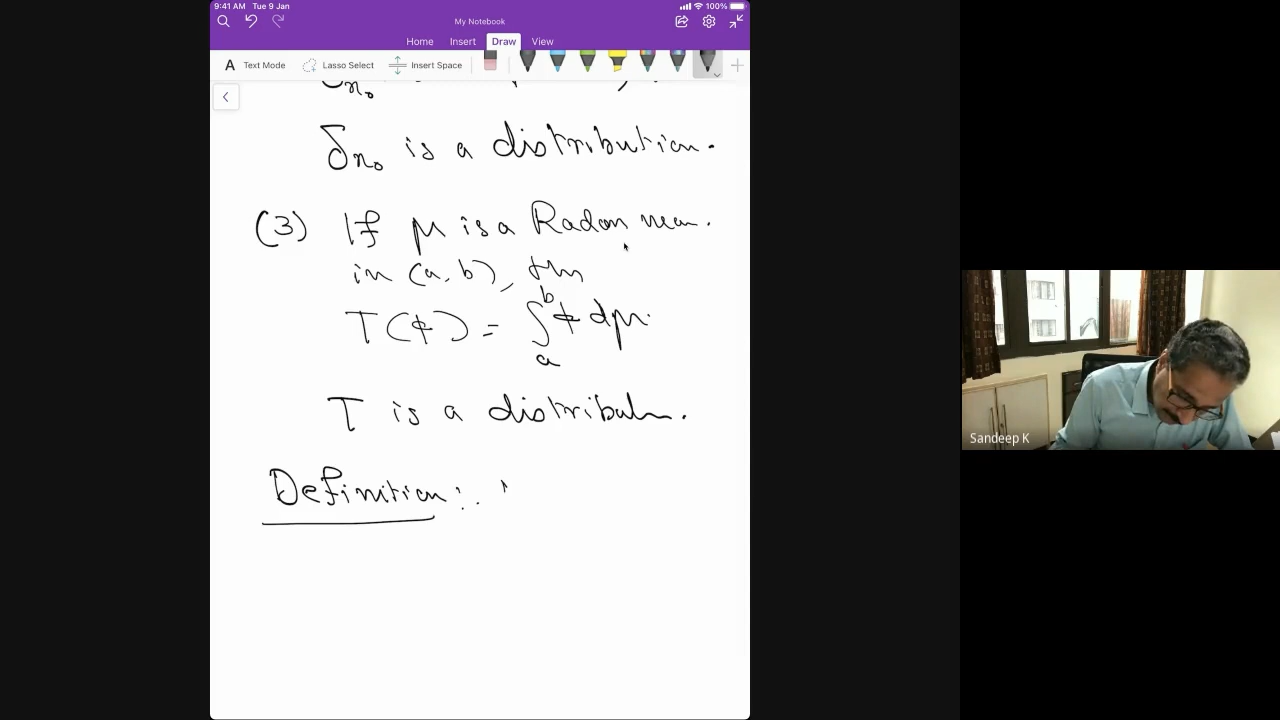 9:41 AM Tue 9 Jan
100%
My Notebook
Home Insert Draw View
A Text Mode Lasso Select Insert Space
δx₀ is a distribution.
(3) If μ is a Radon mea.
in (a, b), thn
T(ϕ) = ∫ₐᵇ ϕ dμ.
T is a distribution.
Definition:
Sandeep K